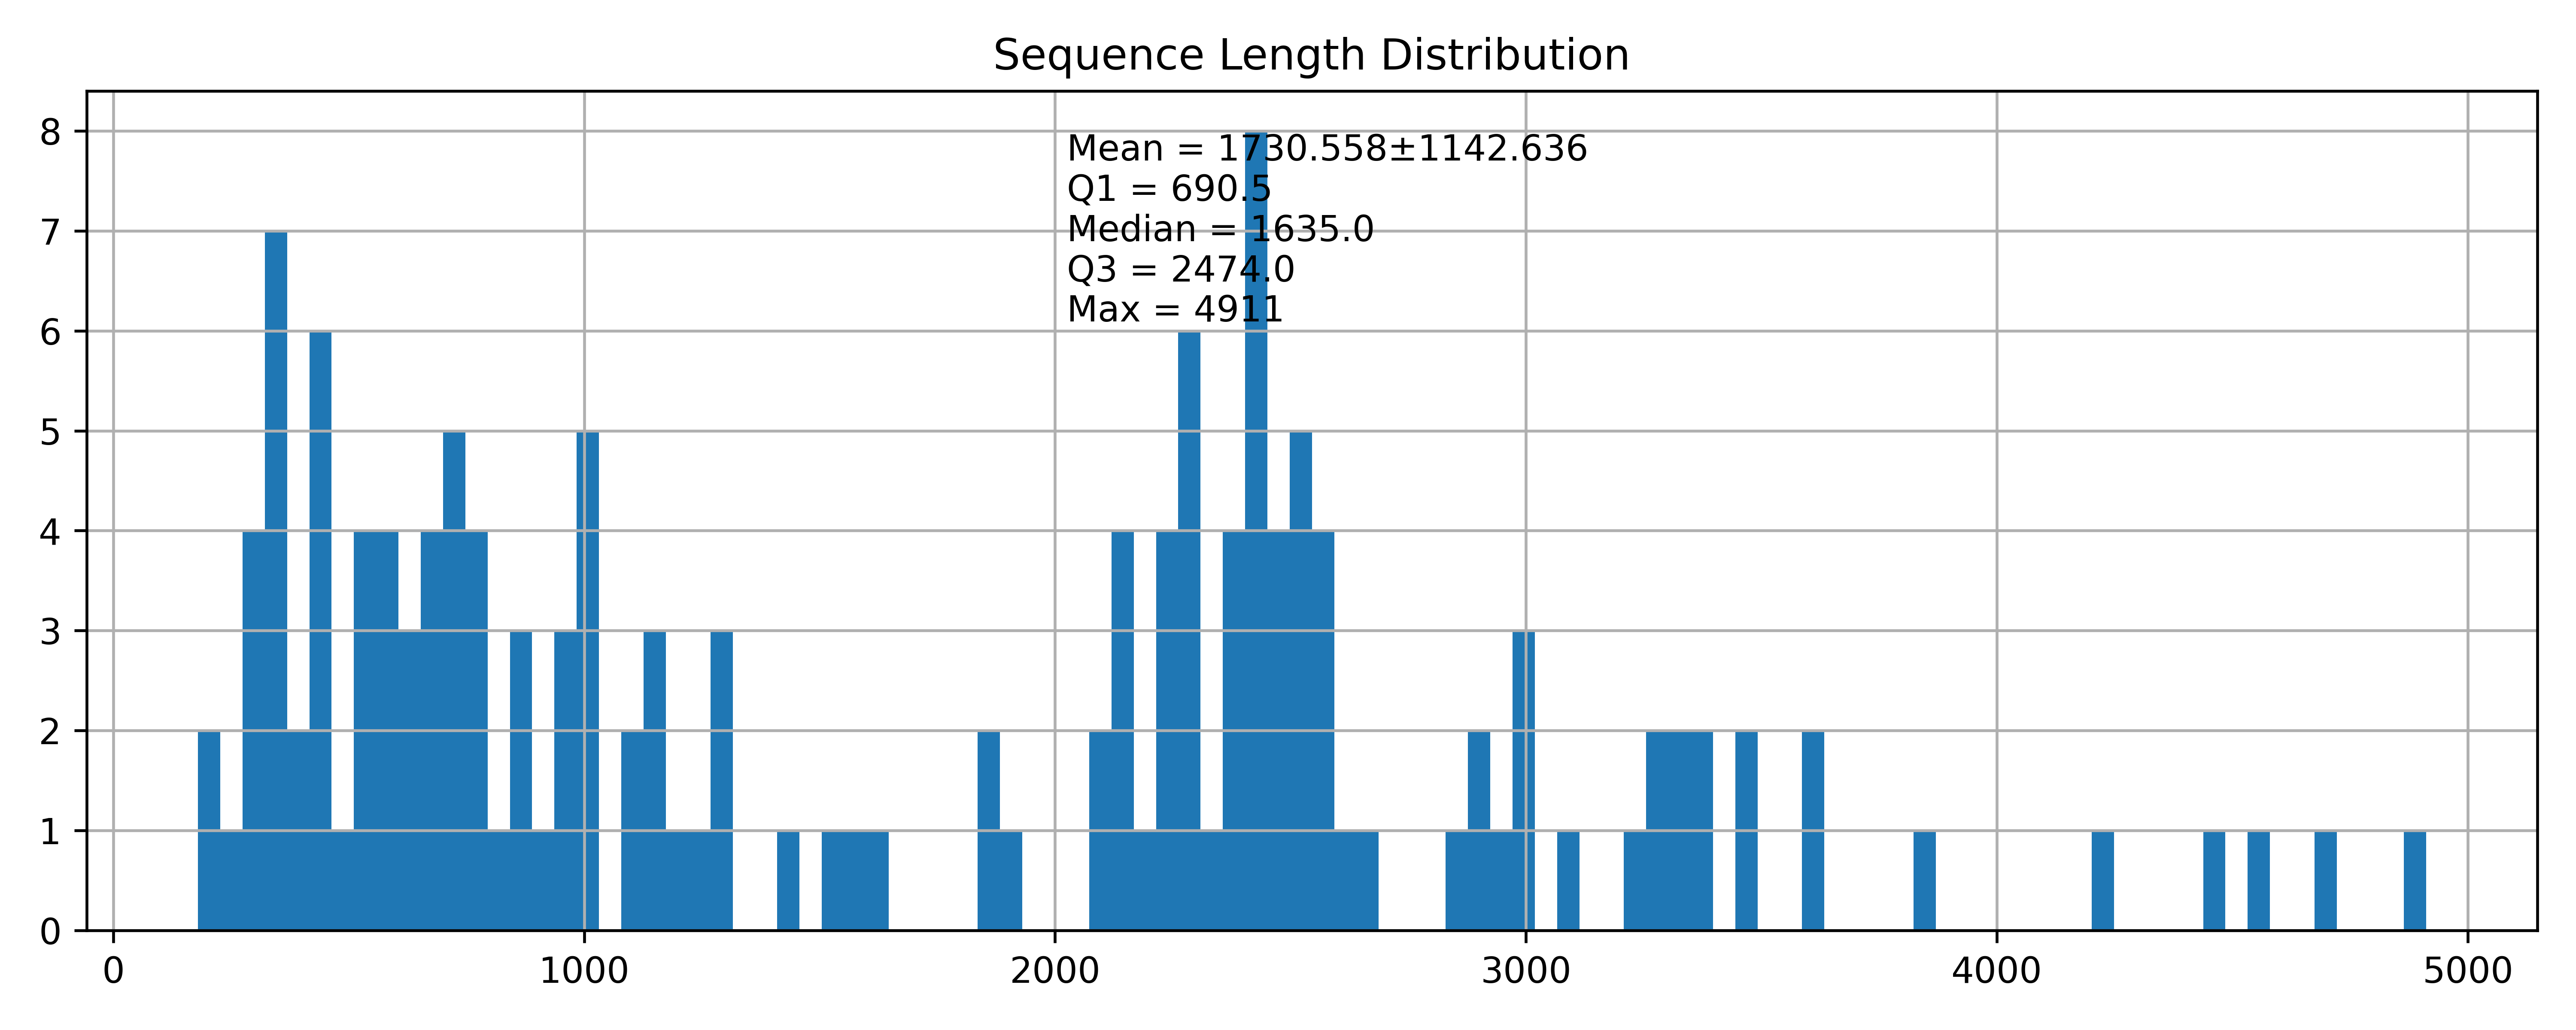 Sequence Length Distribution
8
7
6
5
4
3
2
1
0
Mean = 1730.558±1142.636
Q1 = 690.5
Median = 1635.0
Q3 = 2474.0
Max = 4911
0 1000 2000 3000 4000 5000